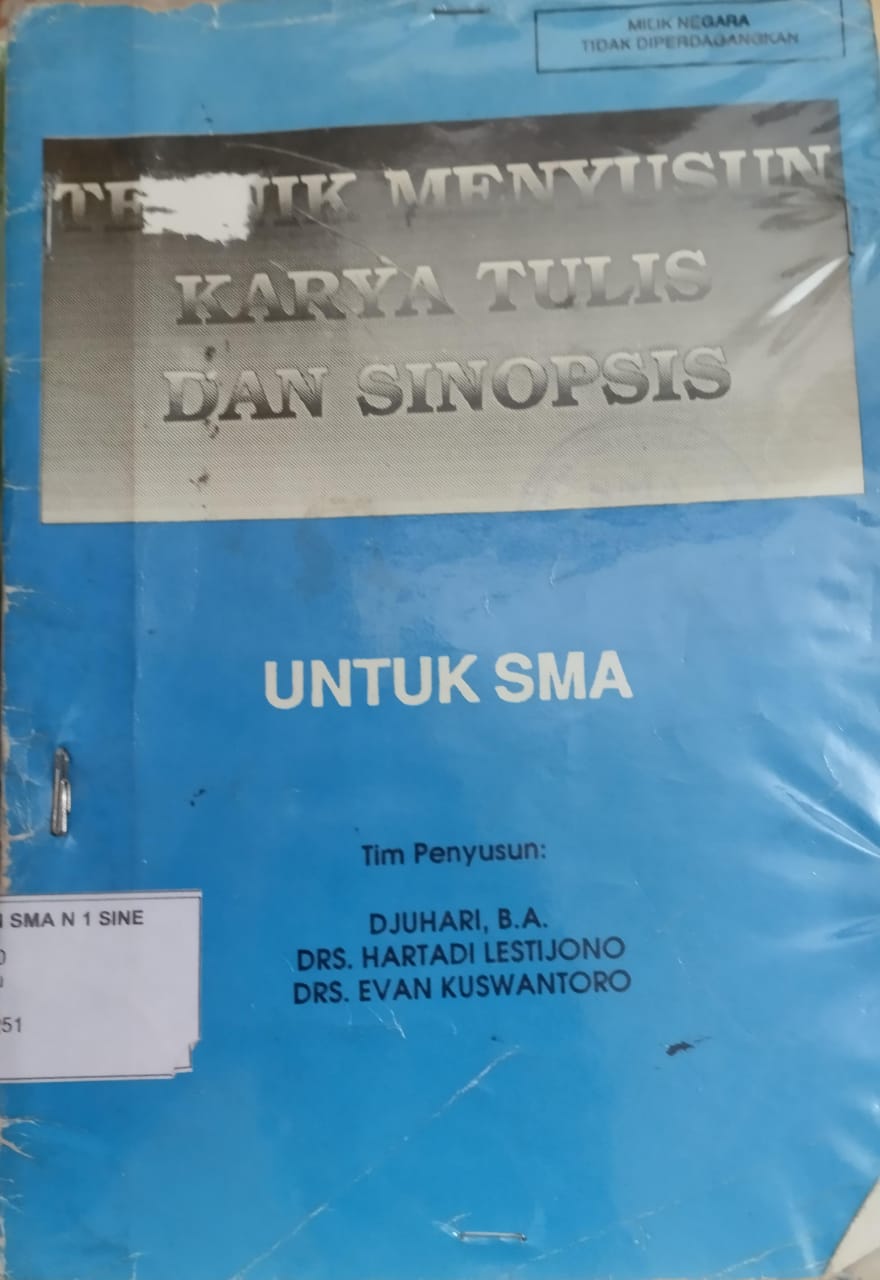 MILIK NEGARA
TIDAK DIPERDAGANGKAN
MENYUSUN
KARYA TULIS
DAN SINOPSIS
UNTUK SMA
Tim Penyusun:
DJUHARI, B.A.
DRS. HARTADI LESTIJONO
DRS. EVAN KUSWANTORO
SMA N 1 SINE
251